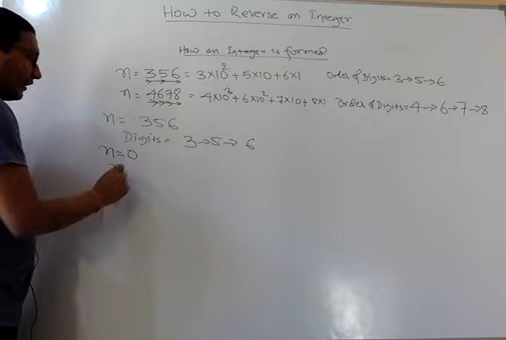 How to Reverse an Integer
How an Integer is formed
n = 356 = 3×10² + 5×10 + 6×1 Order of Digits = 3→5→6
n = 4678 = 4×10³ + 6×10² + 7×10 + 8×1 Order of Digits = 4→6→7→8
n = 356
Digits = 3→5→6
n=0